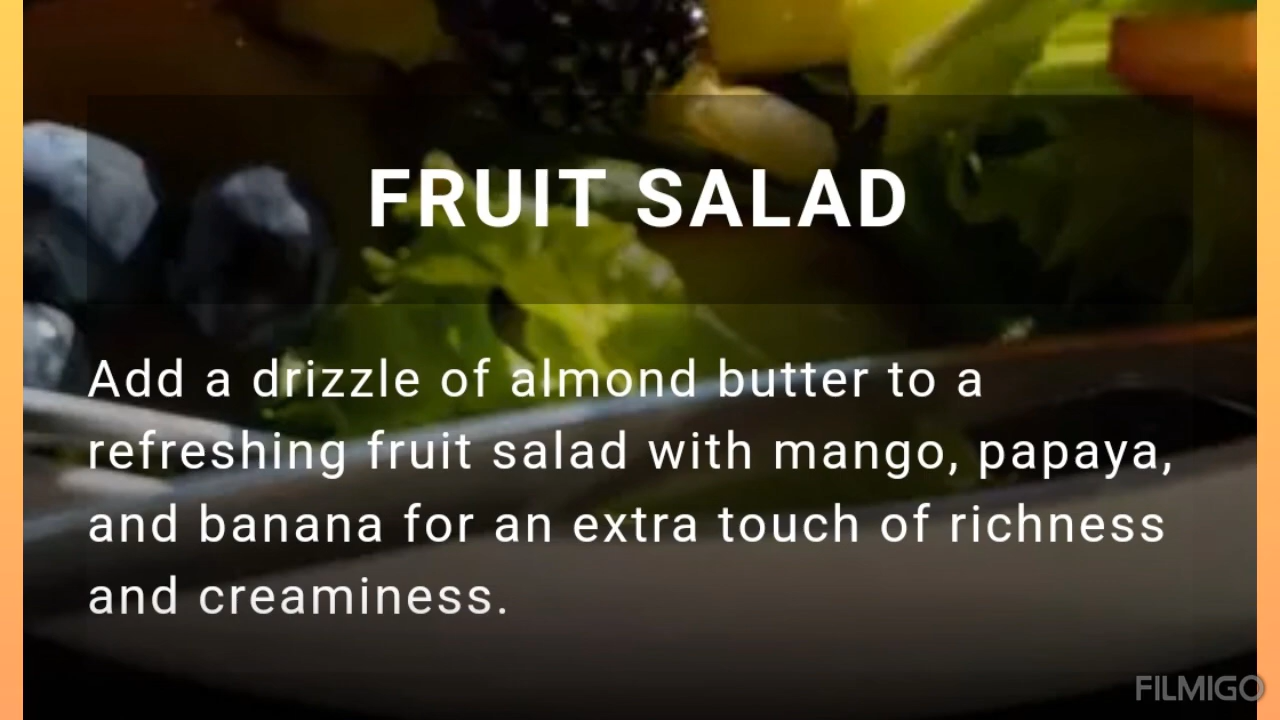 FRUIT SALAD
Add a drizzle of almond butter to a
refreshing fruit salad with mango, papaya,
and banana for an extra touch of richness
and creaminess.
FILMIGO